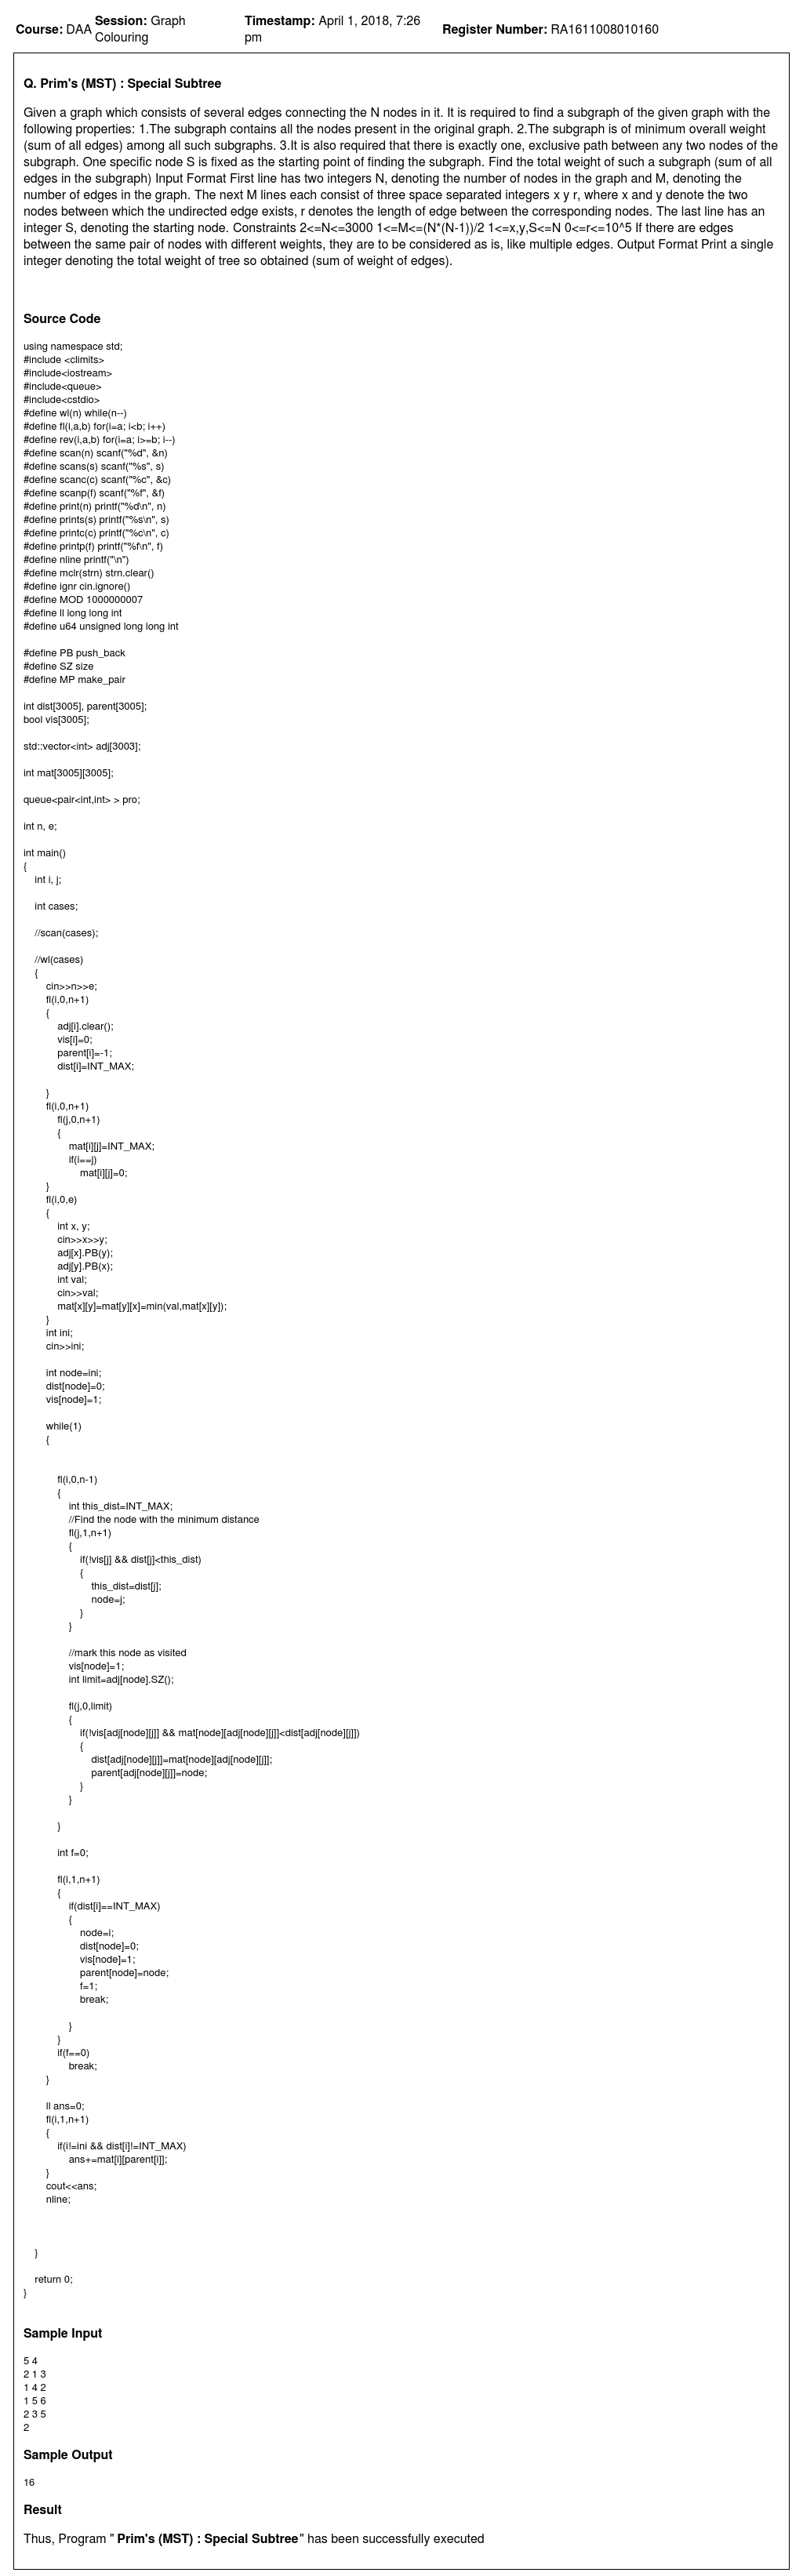 Course: DAA Session: Graph Colouring Timestamp: April 1, 2018, 7:26 pm Register Number: RA1611008010160
Q. Prim's (MST) : Special Subtree
Given a graph which consists of several edges connecting the N nodes in it. It is required to find a subgraph of the given graph with the
following properties: 1.The subgraph contains all the nodes present in the original graph. 2.The subgraph is of minimum overall weight
(sum of all edges) among all such subgraphs. 3.It is also required that there is exactly one, exclusive path between any two nodes of the
subgraph. One specific node S is fixed as the starting point of finding the subgraph. Find the total weight of such a subgraph (sum of all
edges in the subgraph) Input Format First line has two integers N, denoting the number of nodes in the graph and M, denoting the
number of edges in the graph. The next M lines each consist of three space separated integers x y r, where x and y denote the two
nodes between which the undirected edge exists, r denotes the length of edge between the corresponding nodes. The last line has an
integer S, denoting the starting node. Constraints 2<=N<=3000 1<=M<=(N*(N-1))/2 1<=x,y,S<=N 0<=r<=10^5 If there are edges
between the same pair of nodes with different weights, they are to be considered as is, like multiple edges. Output Format Print a single
integer denoting the total weight of tree so obtained (sum of weight of edges).
Source Code
using namespace std;
#include <climits>
#include<iostream>
#include<queue>
#include<cstdio>
#define wl(n) while(n--)
#define fl(i,a,b) for(i=a; i<b; i++)
#define rev(i,a,b) for(i=a; i>=b; i--)
#define scan(n) scanf("%d", &n)
#define scans(s) scanf("%s", s)
#define scanc(c) scanf("%c", &c)
#define scanp(f) scanf("%f", &f)
#define print(n) printf("%d\n", n)
#define prints(s) printf("%s\n", s)
#define printc(c) printf("%c\n", c)
#define printp(f) printf("%f\n", f)
#define nline printf("\n")
#define mclr(strn) strn.clear()
#define ignr cin.ignore()
#define MOD 1000000007
#define ll long long int
#define u64 unsigned long long int
#define PB push_back
#define SZ size
#define MP make_pair
int dist[3005], parent[3005];
bool vis[3005];
std::vector<int> adj[3003];
int mat[3005][3005];
queue<pair<int,int> > pro;
int n, e;
int main()
{
int i, j;
int cases;
//scan(cases);
//wl(cases)
{
cin>>n>>e;
fl(i,0,n+1)
{
adj[i].clear();
vis[i]=0;
parent[i]=-1;
dist[i]=INT_MAX;
}
fl(i,0,n+1)
fl(j,0,n+1)
{
mat[i][j]=INT_MAX;
if(i==j)
mat[i][j]=0;
}
fl(i,0,e)
{
int x, y;
cin>>x>>y;
adj[x].PB(y);
adj[y].PB(x);
int val;
cin>>val;
mat[x][y]=mat[y][x]=min(val,mat[x][y]);
}
int ini;
cin>>ini;
int node=ini;
dist[node]=0;
vis[node]=1;
while(1)
{
fl(i,0,n-1)
{
int this_dist=INT_MAX;
//Find the node with the minimum distance
fl(j,1,n+1)
{
if(!vis[j] && dist[j]<this_dist)
{
this_dist=dist[j];
node=j;
}
}
//mark this node as visited
vis[node]=1;
int limit=adj[node].SZ();
fl(j,0,limit)
{
if(!vis[adj[node][j]] && mat[node][adj[node][j]]<dist[adj[node][j]])
{
dist[adj[node][j]]=mat[node][adj[node][j]];
parent[adj[node][j]]=node;
}
}
}
int f=0;
fl(i,1,n+1)
{
if(dist[i]==INT_MAX)
{
node=i;
dist[node]=0;
vis[node]=1;
parent[node]=node;
f=1;
break;
}
}
if(f==0)
break;
}
ll ans=0;
fl(i,1,n+1)
{
if(i!=ini && dist[i]!=INT_MAX)
ans+=mat[i][parent[i]];
}
cout<<ans;
nline;
}
return 0;
}
Sample Input
5 4
2 1 3
1 4 2
1 5 6
2 3 5
2
Sample Output
16
Result
Thus, Program " Prim's (MST) : Special Subtree" has been successfully executed